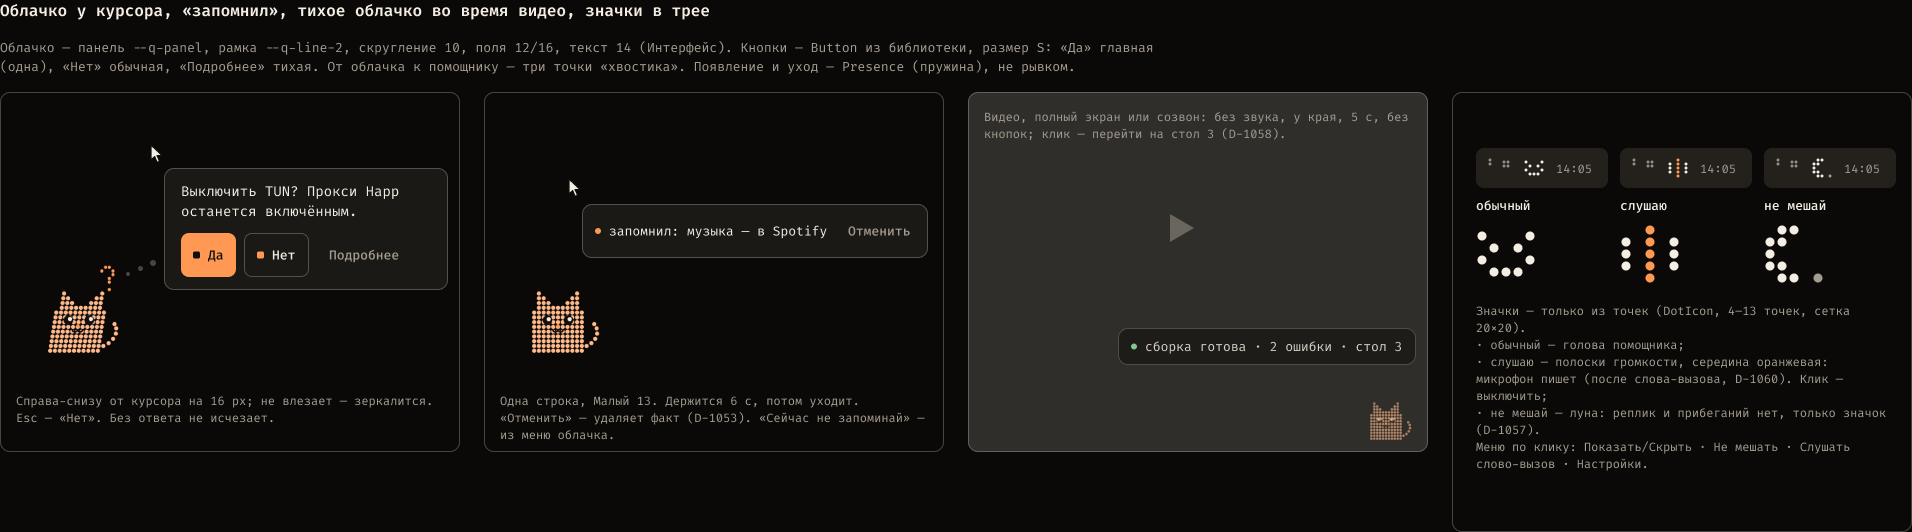 Облачко у курсора, «запомнил», тихое облачко во время видео, значки в трее
Облачко — панель --q-panel, рамка --q-line-2, скругление 10, поля 12/16, текст 14 (Интерфейс). Кнопки — Button из библиотеки, размер S: «Да» главная
(одна), «Нет» обычная, «Подробнее» тихая. От облачка к помощнику — три точки «хвостика». Появление и уход — Presence (пружина), не рывком.
Выключить TUN? Прокси Happ
останется включённым.
Да
Нет
Подробнее
Справа-снизу от курсора на 16 px; не влезает — зеркалится.
Esc — «Нет». Без ответа не исчезает.
запомнил: музыка — в Spotify
Отменить
Одна строка, Малый 13. Держится 6 с, потом уходит.
«Отменить» — удаляет факт (D-1053). «Сейчас не запоминай» —
из меню облачка.
Видео, полный экран или созвон: без звука, у края, 5 с, без
кнопок; клик — перейти на стол 3 (D-1058).
сборка готова · 2 ошибки · стол 3
14:05
14:05
14:05
обычный
слушаю
не мешай
Значки — только из точек (DotIcon, 4–13 точек, сетка
20×20).
· обычный — голова помощника;
· слушаю — полоски громкости, середина оранжевая:
микрофон пишет (после слова-вызова, D-1060). Клик —
выключить;
· не мешай — луна: реплик и прибеганий нет, только значок
(D-1057).
Меню по клику: Показать/Скрыть · Не мешать · Слушать
слово-вызов · Настройки.